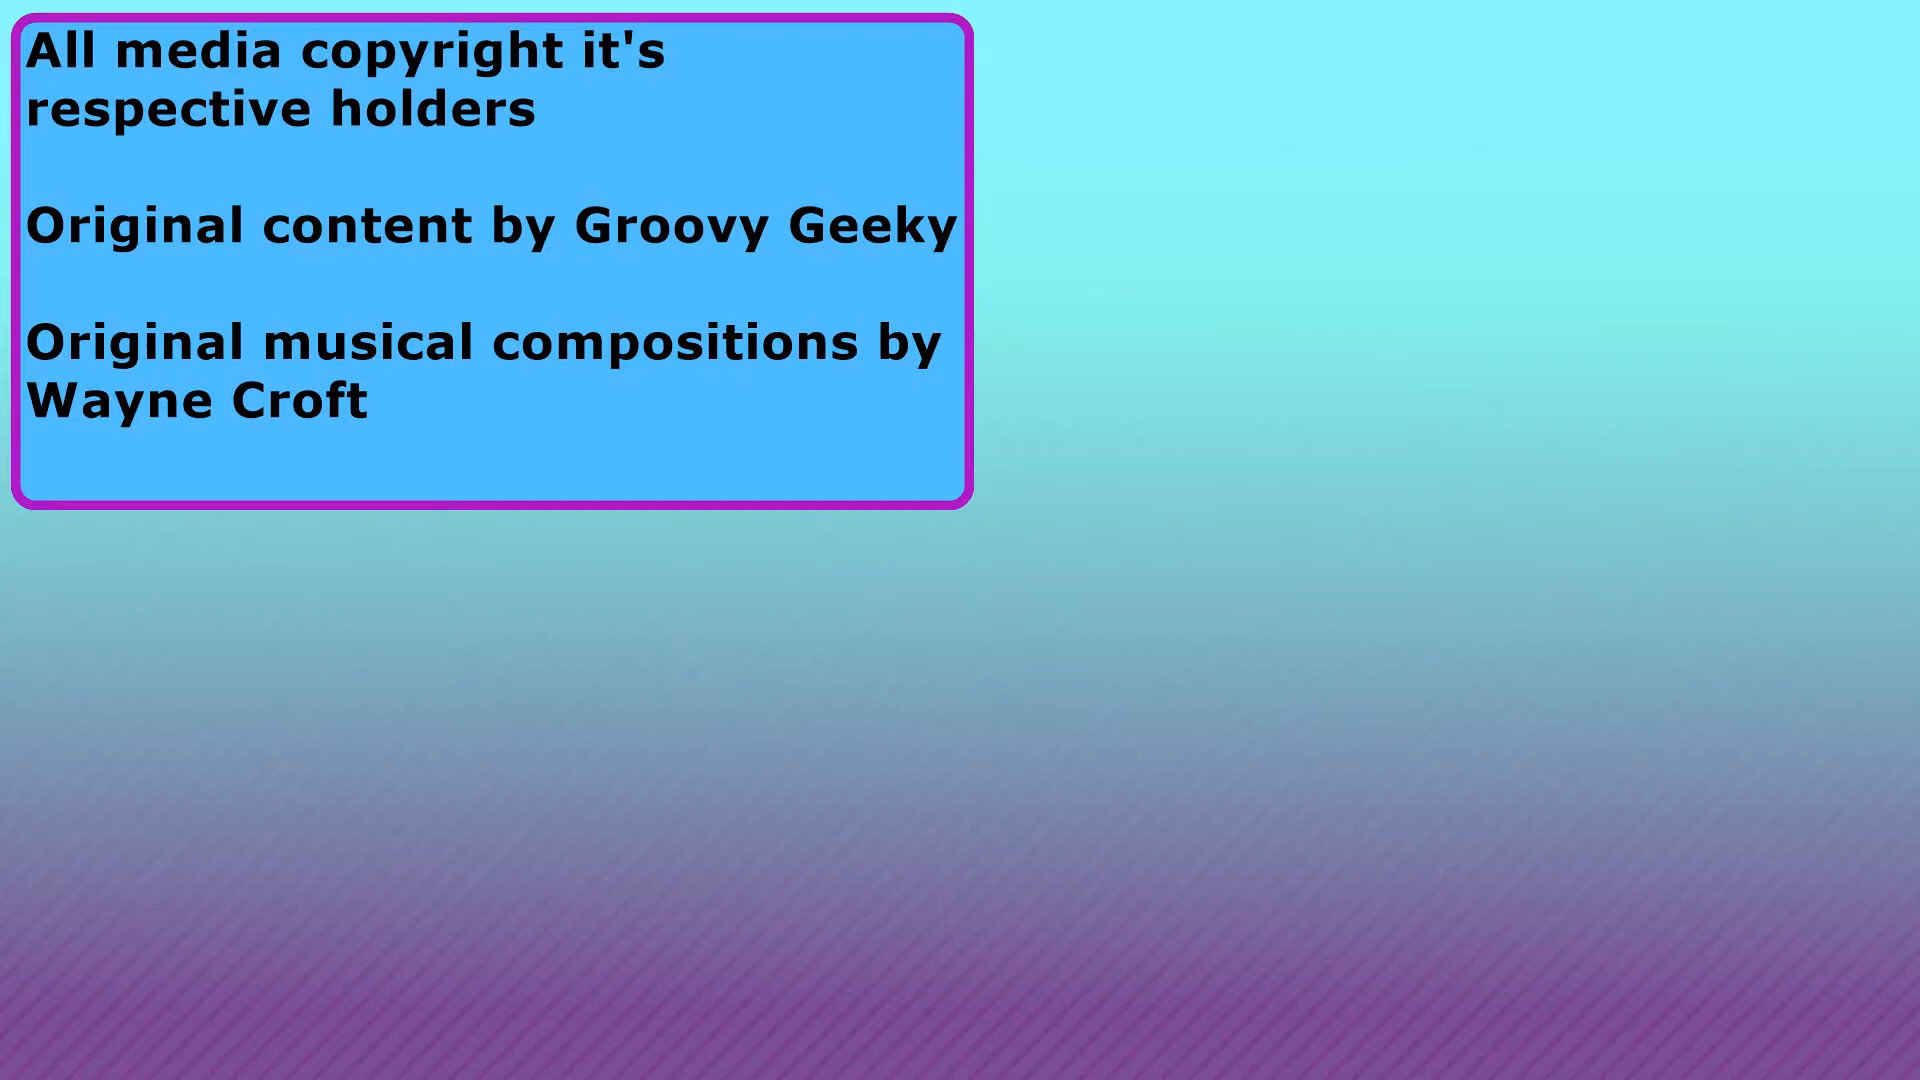 All media copyright it's
respective holders
Original content by Groovy Geeky
Original musical compositions by
Wayne Croft